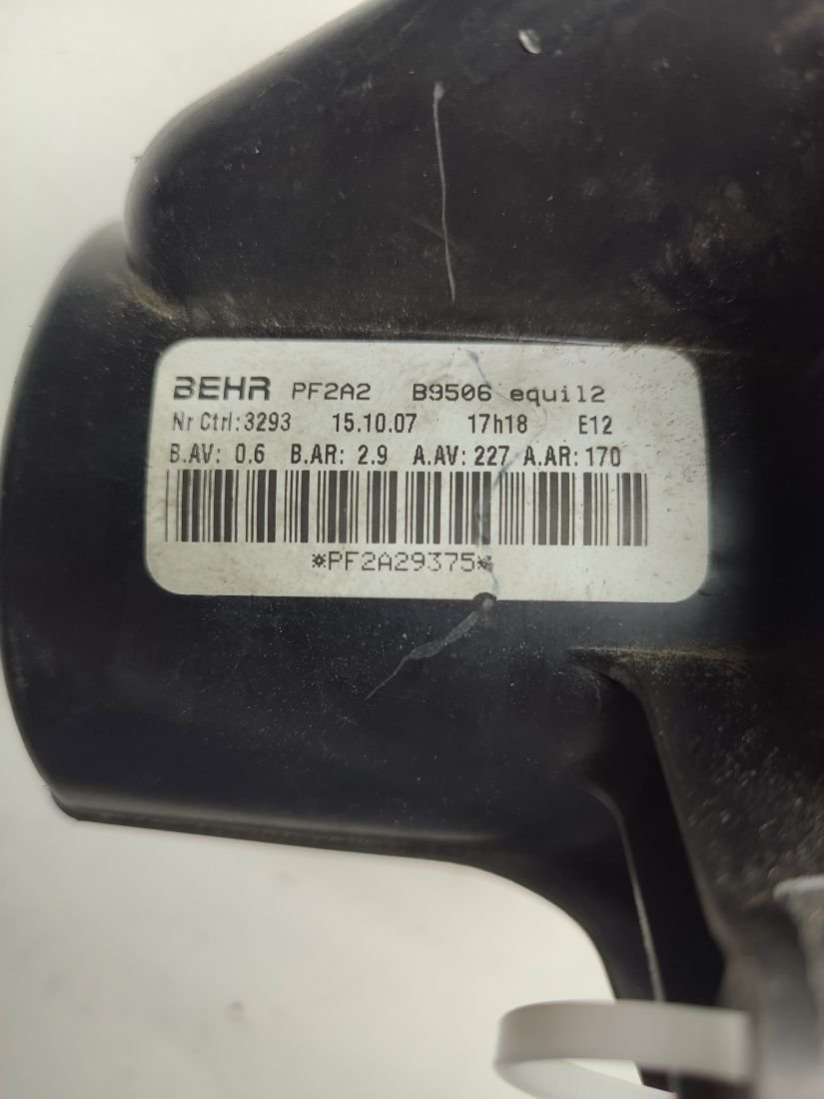 BEHR PF2A2 B9506 equil2
Nr Ctrl:3293 15.10.07 17h18 E12
B.AV: 0.6 B.AR: 2.9 A.AV: 227 A.AR: 170
*PF2A29375*